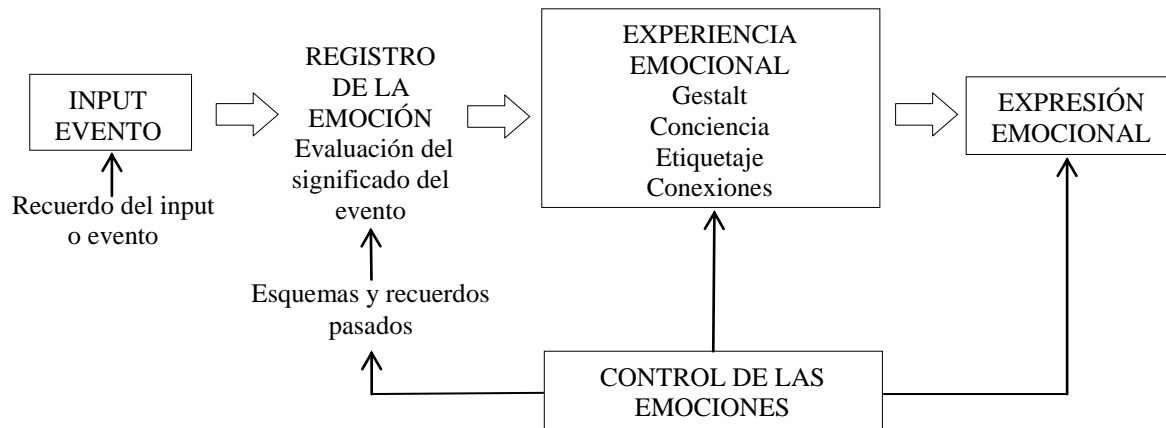 INPUT
EVENTO
Recuerdo del input
o evento
REGISTRO
DE LA
EMOCIÓN
Evaluación del
significado del
evento
Esquemas y recuerdos
pasados
EXPERIENCIA
EMOCIONAL
Gestalt
Conciencia
Etiquetaje
Conexiones
EXPRESIÓN
EMOCIONAL
CONTROL DE LAS
EMOCIONES